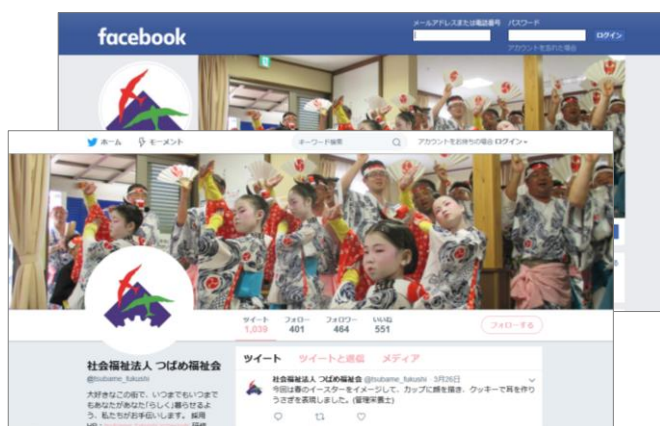 facebook
メールアドレスまたは電話番号 パスワード
ログイン
アカウントを忘れた場合
ホーム モーメント キーワード検索 アカウントをお持ちの場合 ログイン
ツイート フォロー フォロワー いいね
1,039 401 464 551
フォローする
社会福祉法人 つばめ福祉会
@tsubame_fukushi
大好きなこの街で、いつまでもいつまで
もあなたがあなた「らしく」暮らせるよ
う、私たちがお手伝いします。 採用
ツイート ツイートと返信 メディア
社会福祉法人 つばめ福祉会 @tsubame_fukushi · 3月26日
今回は春のイースターをイメージして、カップに顔を描き、クッキーで耳を作り
うさぎを表現しました。(管理栄養士)